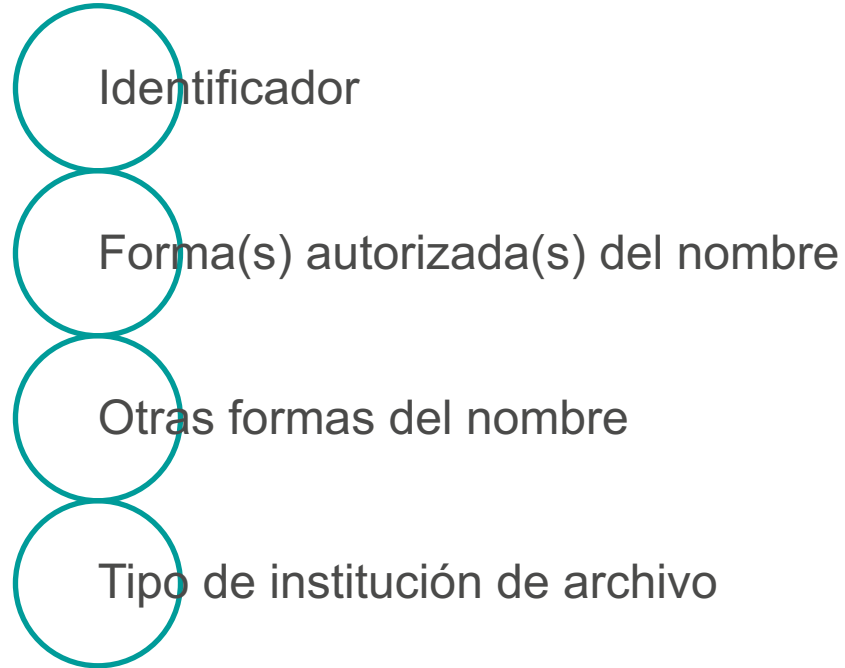 Identificador
Forma(s) autorizada(s) del nombre
Otras formas del nombre
Tipo de institución de archivo